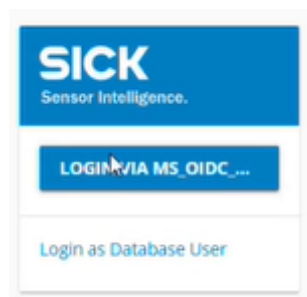 SICK
Sensor Intelligence.
LOGIN VIA MS_OIDC_...
Login as Database User